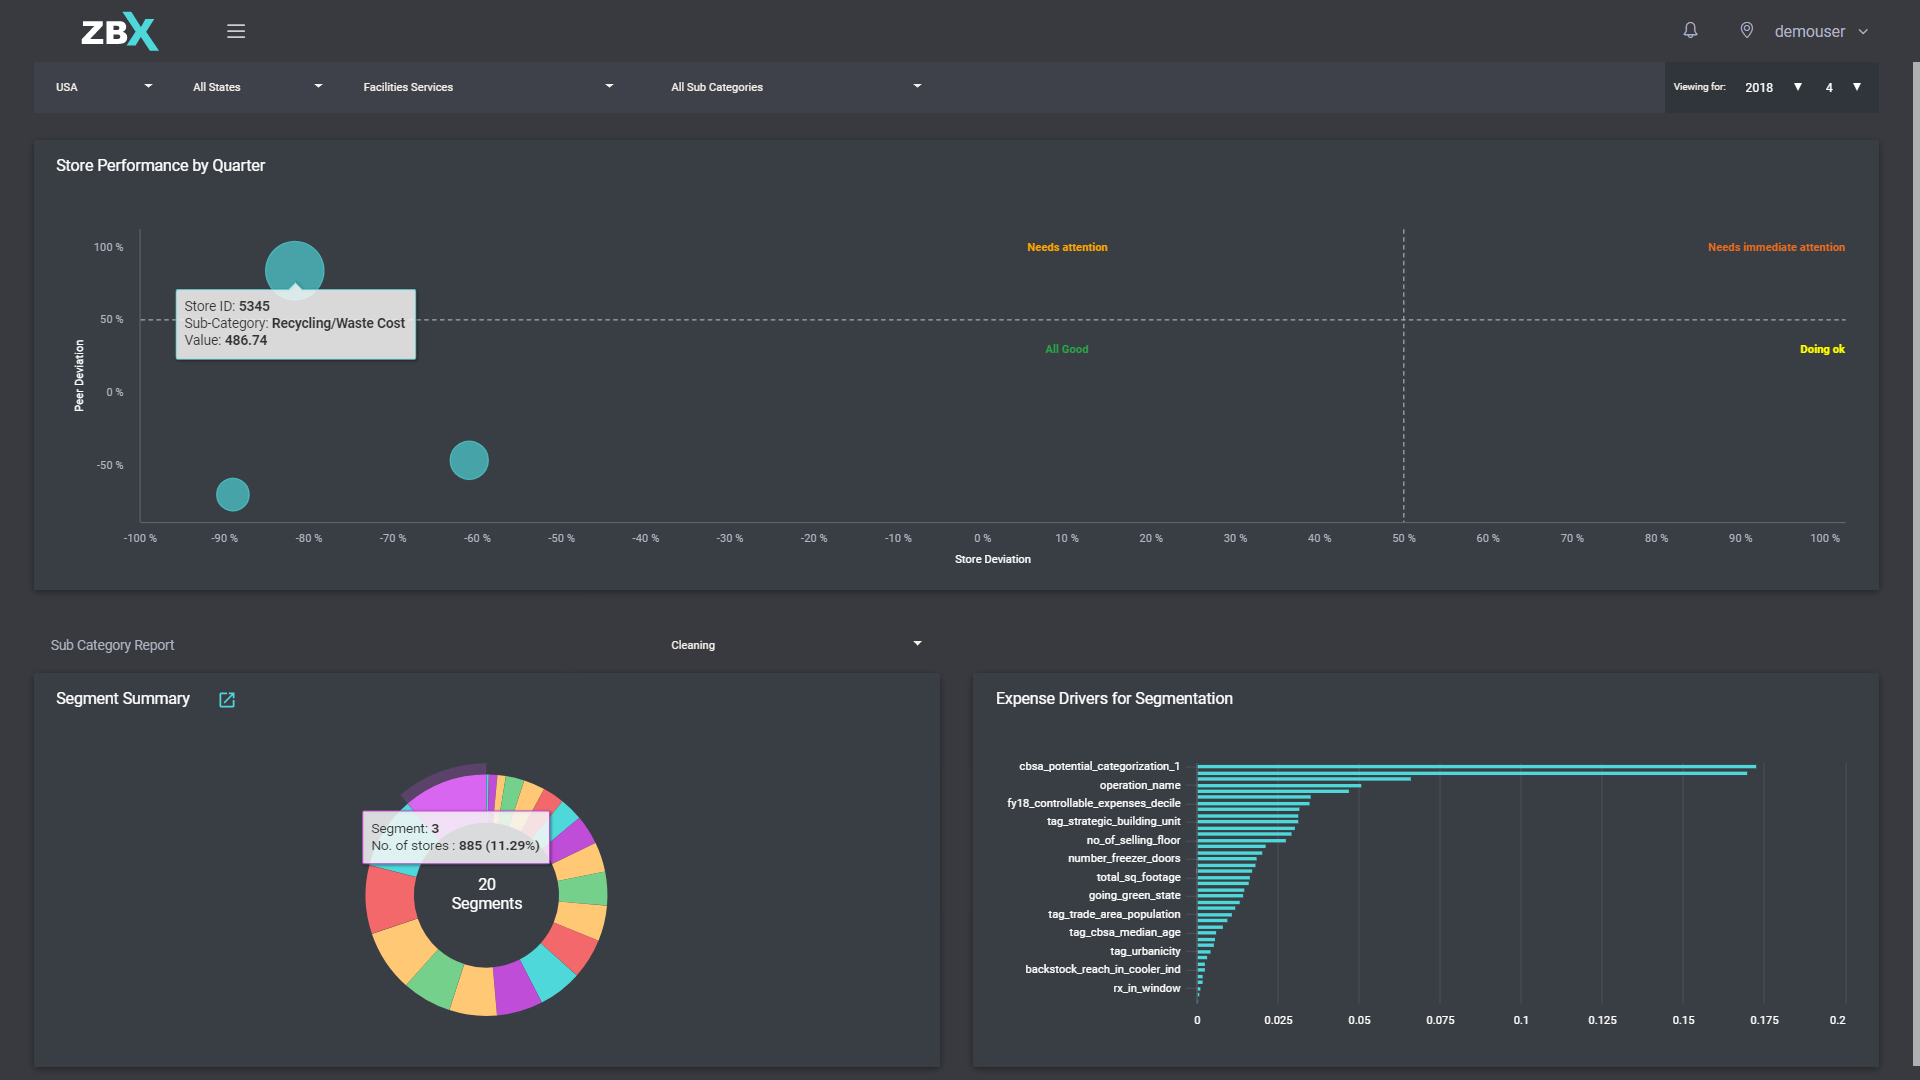 ZBX
demouser
USA
All States
Facilities Services
All Sub Categories
Viewing for:
2018
4
Store Performance by Quarter
100 %
50 %
0 %
-50 %
Peer Deviation
Needs attention
Needs immediate attention
All Good
Doing ok
Store ID: 5345
Sub-Category: Recycling/Waste Cost
Value: 486.74
-100 %
-90 %
-80 %
-70 %
-60 %
-50 %
-40 %
-30 %
-20 %
-10 %
0 %
10 %
20 %
30 %
40 %
50 %
60 %
70 %
80 %
90 %
100 %
Store Deviation
Sub Category Report
Cleaning
Segment Summary
Segment: 3
No. of stores : 885 (11.29%)
20
Segments
Expense Drivers for Segmentation
cbsa_potential_categorization_1
operation_name
fy18_controllable_expenses_decile
tag_strategic_building_unit
no_of_selling_floor
number_freezer_doors
total_sq_footage
going_green_state
tag_trade_area_population
tag_cbsa_median_age
tag_urbanicity
backstock_reach_in_cooler_ind
rx_in_window
0
0.025
0.05
0.075
0.1
0.125
0.15
0.175
0.2